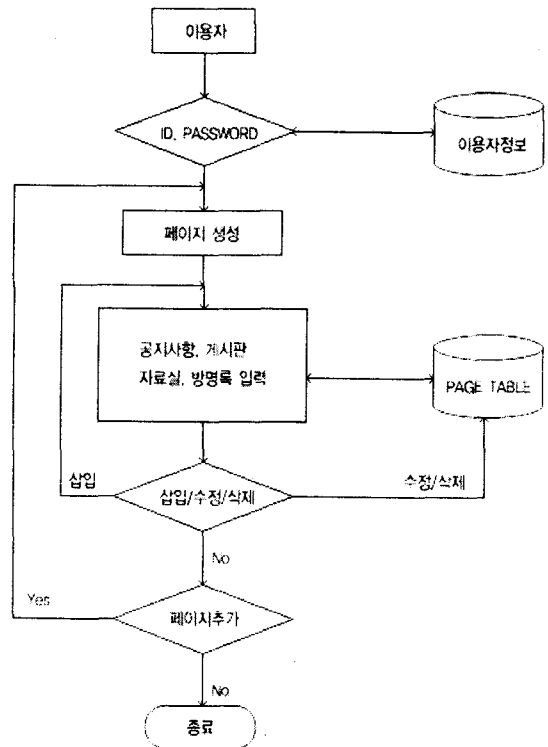 이용자
ID, PASSWORD
이용자정보
페이지 생성
공지사항, 게시판
자료실, 방명록 입력
PAGE TABLE
삽입
삽입/수정/삭제
수정/삭제
No
Yes
페이지추가
No
종료